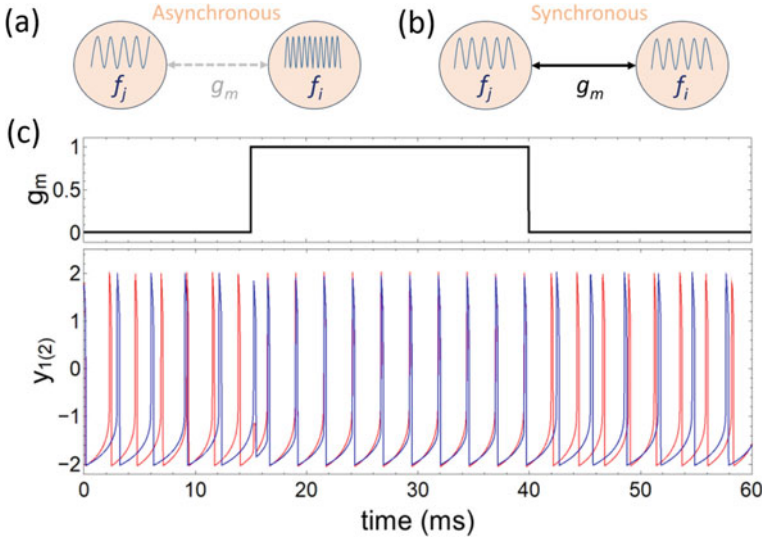 (a) Asynchronous (b) Synchronous
f_j g_m f_i f_j g_m f_i
(c)
g_m
1
0.5
0
y_1(2)
2
1
0
−1
−2
0 10 20 30 40 50 60
time (ms)